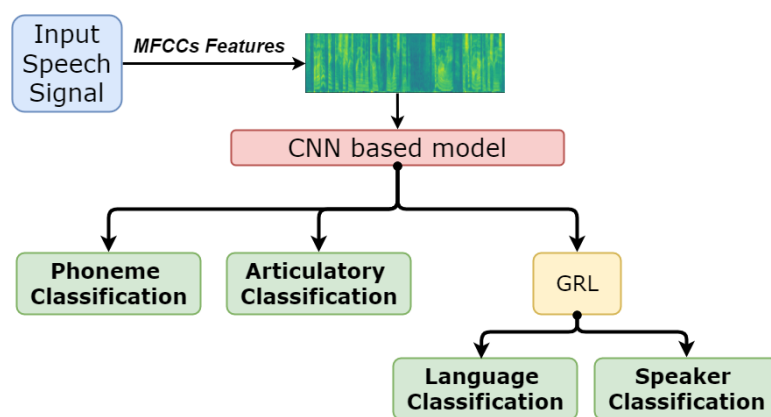 Input
Speech
Signal
MFCCs Features
CNN based model
Phoneme
Classification
Articulatory
Classification
GRL
Language
Classification
Speaker
Classification